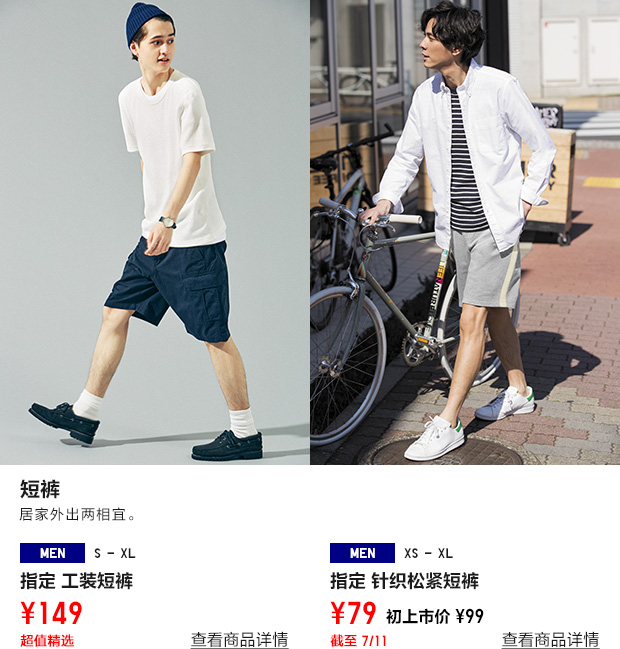 短裤
居家外出两相宜。
MEN S - XL
指定 工装短裤
¥149
超值精选 查看商品详情
MEN XS - XL
指定 针织松紧短裤
¥79 初上市价 ¥99
截至 7/11 查看商品详情